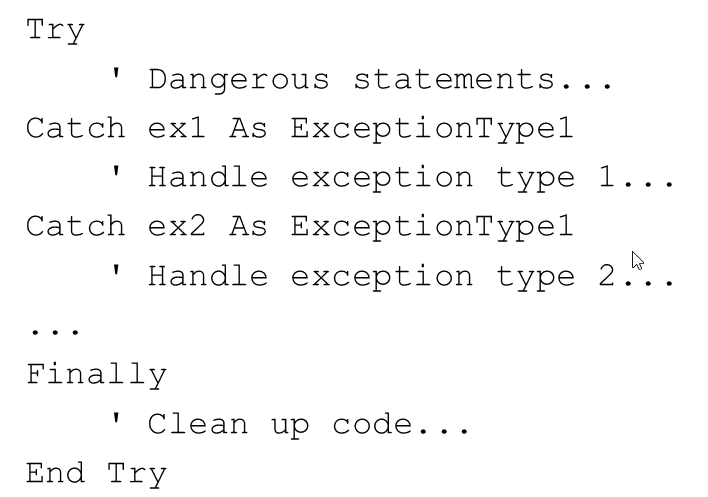 Try
    ' Dangerous statements...
Catch ex1 As ExceptionType1
    ' Handle exception type 1...
Catch ex2 As ExceptionType1
    ' Handle exception type 2...
...
Finally
    ' Clean up code...
End Try